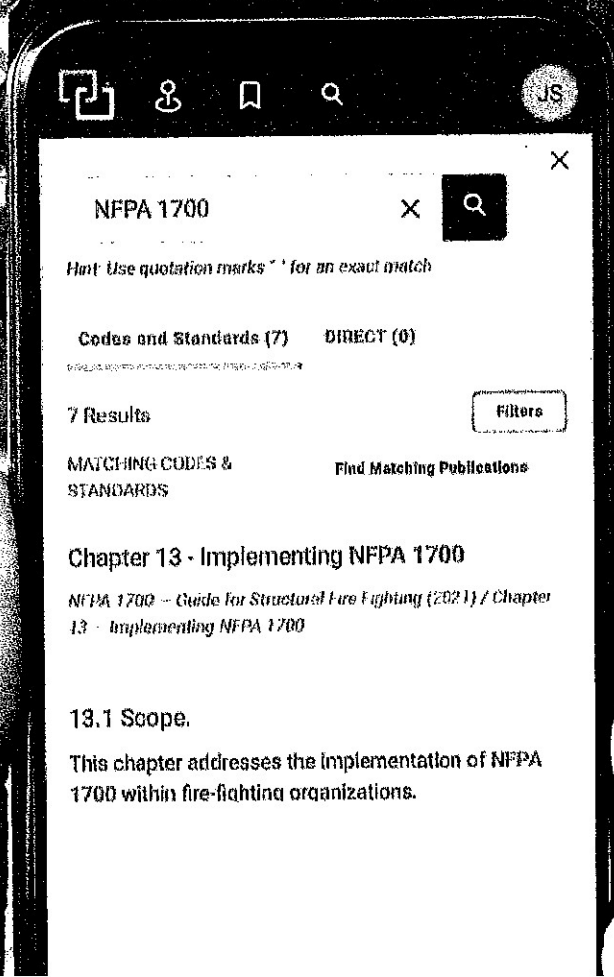 JS
NFPA 1700
Hint: Use quotation marks " " for an exact match
Codes and Standards (7) DIRECT (0)
7 Results
Filters
MATCHING CODES &
STANDARDS
Find Matching Publications
Chapter 13 - Implementing NFPA 1700
NFPA 1700 – Guide for Structural Fire Fighting (2021) / Chapter
13 - Implementing NFPA 1700
13.1 Scope.
This chapter addresses the implementation of NFPA
1700 within fire-fighting organizations.